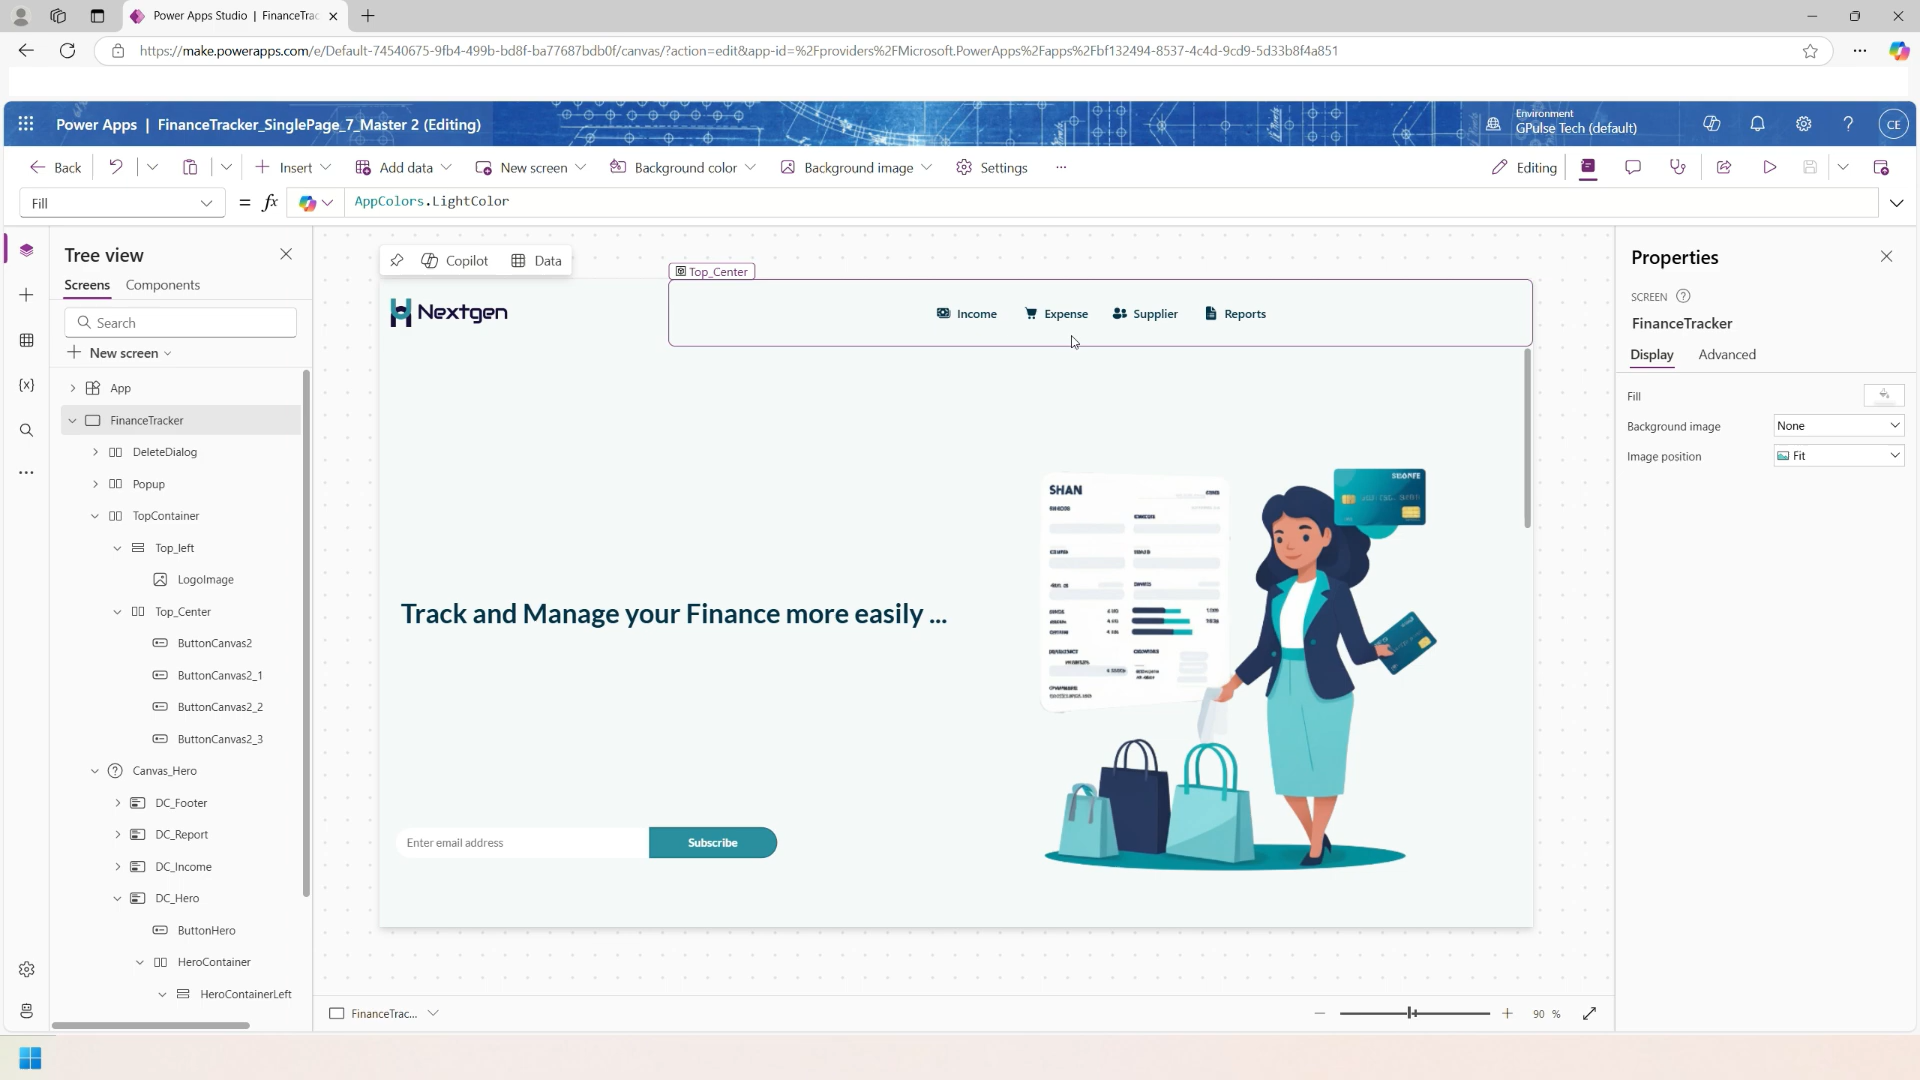 Power Apps Studio | FinanceTrac
https://make.powerapps.com/e/Default-74540675-9fb4-499b-bd8f-ba77687bdb0f/canvas/?action=edit&app-id=%2Fproviders%2FMicrosoft.PowerApps%2Fapps%2Fbf132494-8537-4c4d-9cd9-5d33b8f4a851
Power Apps | FinanceTracker_SinglePage_7_Master 2 (Editing)
Environment
GPulse Tech (default)
CE
Back
Insert
Add data
New screen
Background color
Background image
Settings
Editing
Fill
= fx
AppColors.LightColor
Tree view
Screens
Components
Search
New screen
App
FinanceTracker
DeleteDialog
Popup
TopContainer
Top_left
LogoImage
Top_Center
ButtonCanvas2
ButtonCanvas2_1
ButtonCanvas2_2
ButtonCanvas2_3
Canvas_Hero
DC_Footer
DC_Report
DC_Income
DC_Hero
ButtonHero
HeroContainer
HeroContainerLeft
Copilot
Data
Top_Center
Nextgen
Income
Expense
Supplier
Reports
Track and Manage your Finance more easily ...
Enter email address
Subscribe
SHAN
FinanceTrac...
90 %
Properties
SCREEN
FinanceTracker
Display
Advanced
Fill
Background image
None
Image position
Fit